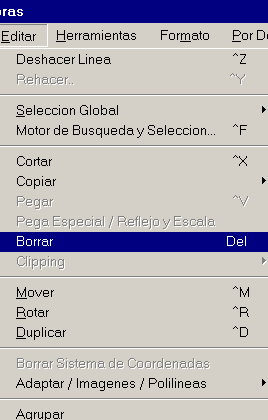 oras
Editar Herramientas Formato Por De
Deshacer Linea ^Z
Rehacer.. ^Y
Seleccion Global
Motor de Busqueda y Seleccion... ^F
Cortar ^X
Copiar
Pegar ^V
Pega Especial / Reflejo y Escala
Borrar Del
Clipping
Mover ^M
Rotar ^R
Duplicar ^D
Borrar Sistema de Coordenadas
Adaptar / Imagenes / Polilineas
Agrupar